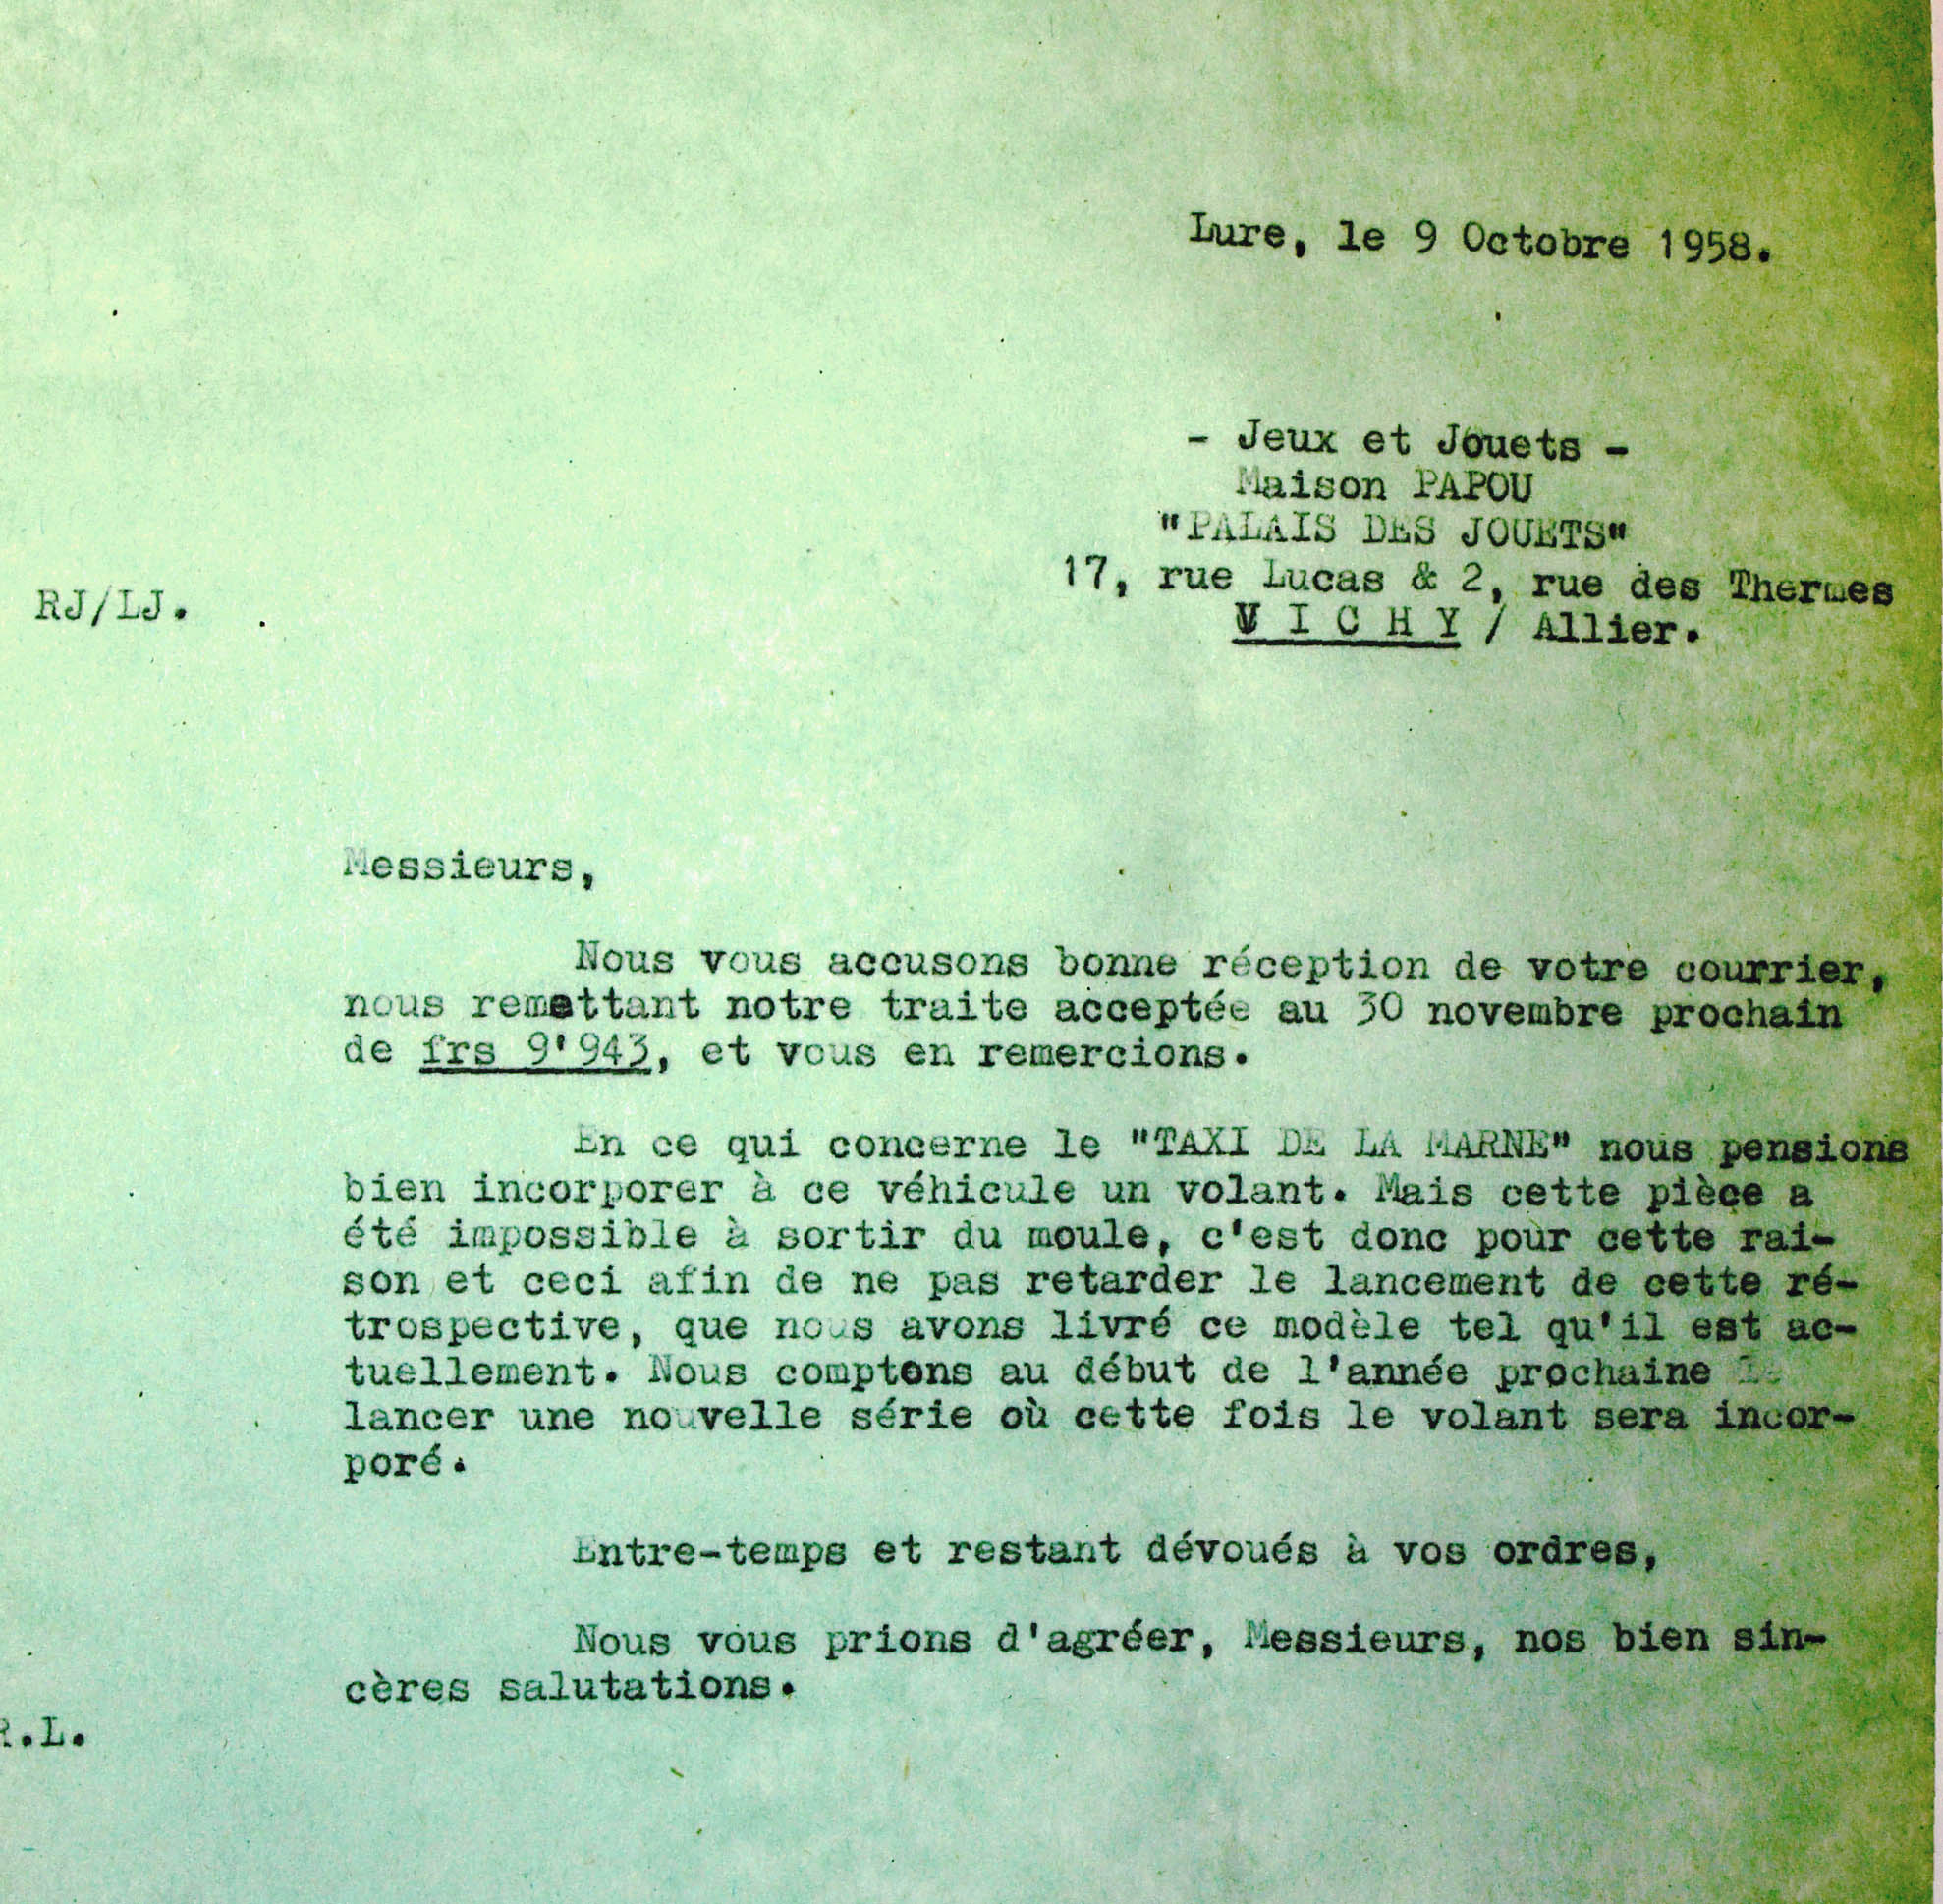 Lure, le 9 Octobre 1958.
- Jeux et Jouets -
Maison PAPOU
"PALAIS DES JOUETS"
17, rue Lucas & 2, rue des Thermes
RJ/LJ.
V I C H Y / Allier.
Messieurs,
Nous vous accusons bonne réception de votre courrier,
nous remettant notre traite acceptée au 30 novembre prochain
de frs 9'943, et vous en remercions.
En ce qui concerne le "TAXI DE LA MARNE" nous pensions
bien incorporer à ce véhicule un volant. Mais cette pièce a
été impossible à sortir du moule, c'est donc pour cette rai-
son et ceci afin de ne pas retarder le lancement de cette ré-
trospective, que nous avons livré ce modèle tel qu'il est ac-
tuellement. Nous comptons au début de l'année prochaine
lancer une nouvelle série où cette fois le volant sera incor-
poré.
Entre-temps et restant dévoués à vos ordres,
Nous vous prions d'agréer, Messieurs, nos bien sin-
cères salutations.
R.L.